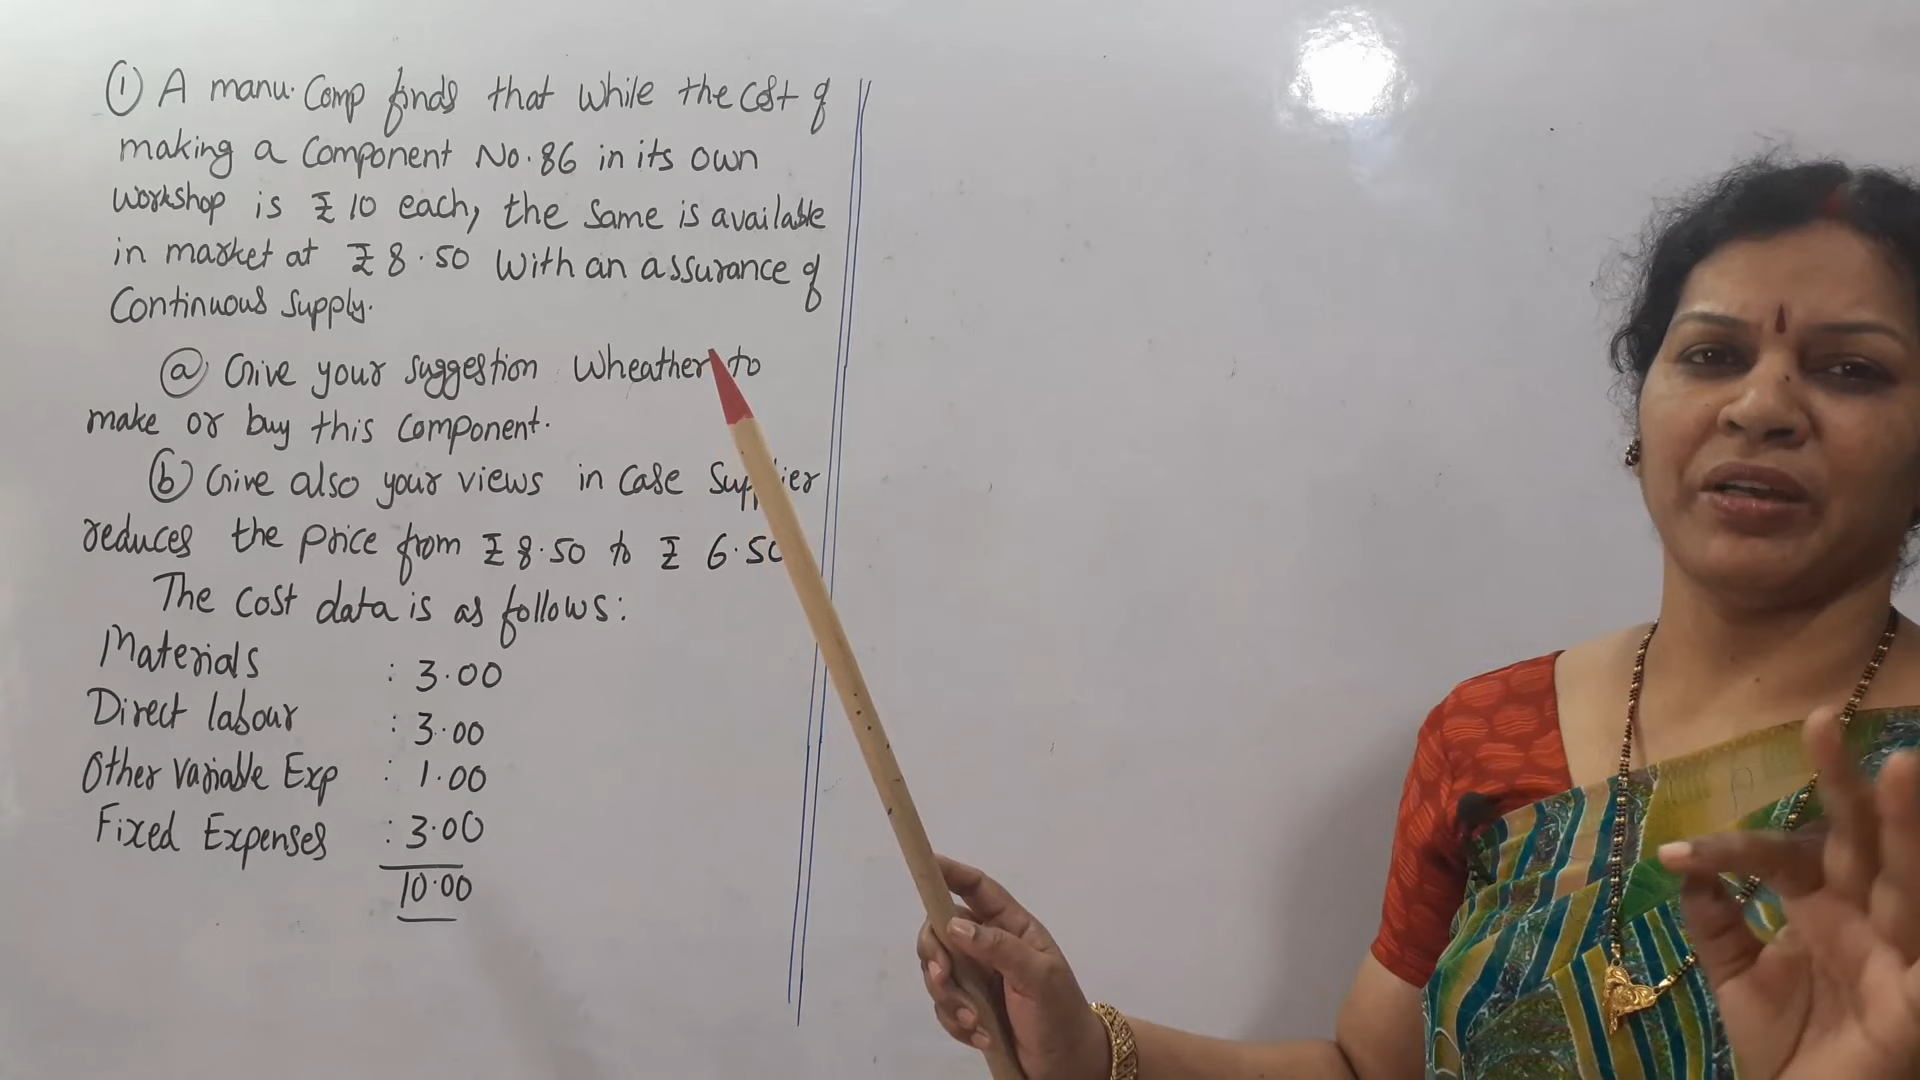 ① A manu. Comp finds that while the cost of
making a Component No. 86 in its own
workshop is ₹ 10 each, the same is available
in market at ₹ 8.50 with an assurance of
Continuous Supply.
ⓐ Give your suggestion Wheather to
make or buy this component.
ⓑ Give also your views in case Supplier
reduces the price from ₹ 8.50 to ₹ 6.50
The cost data is as follows:
Materials : 3.00
Direct labour : 3.00
Other Variable Exp : 1.00
Fixed Expenses : 3.00
10.00